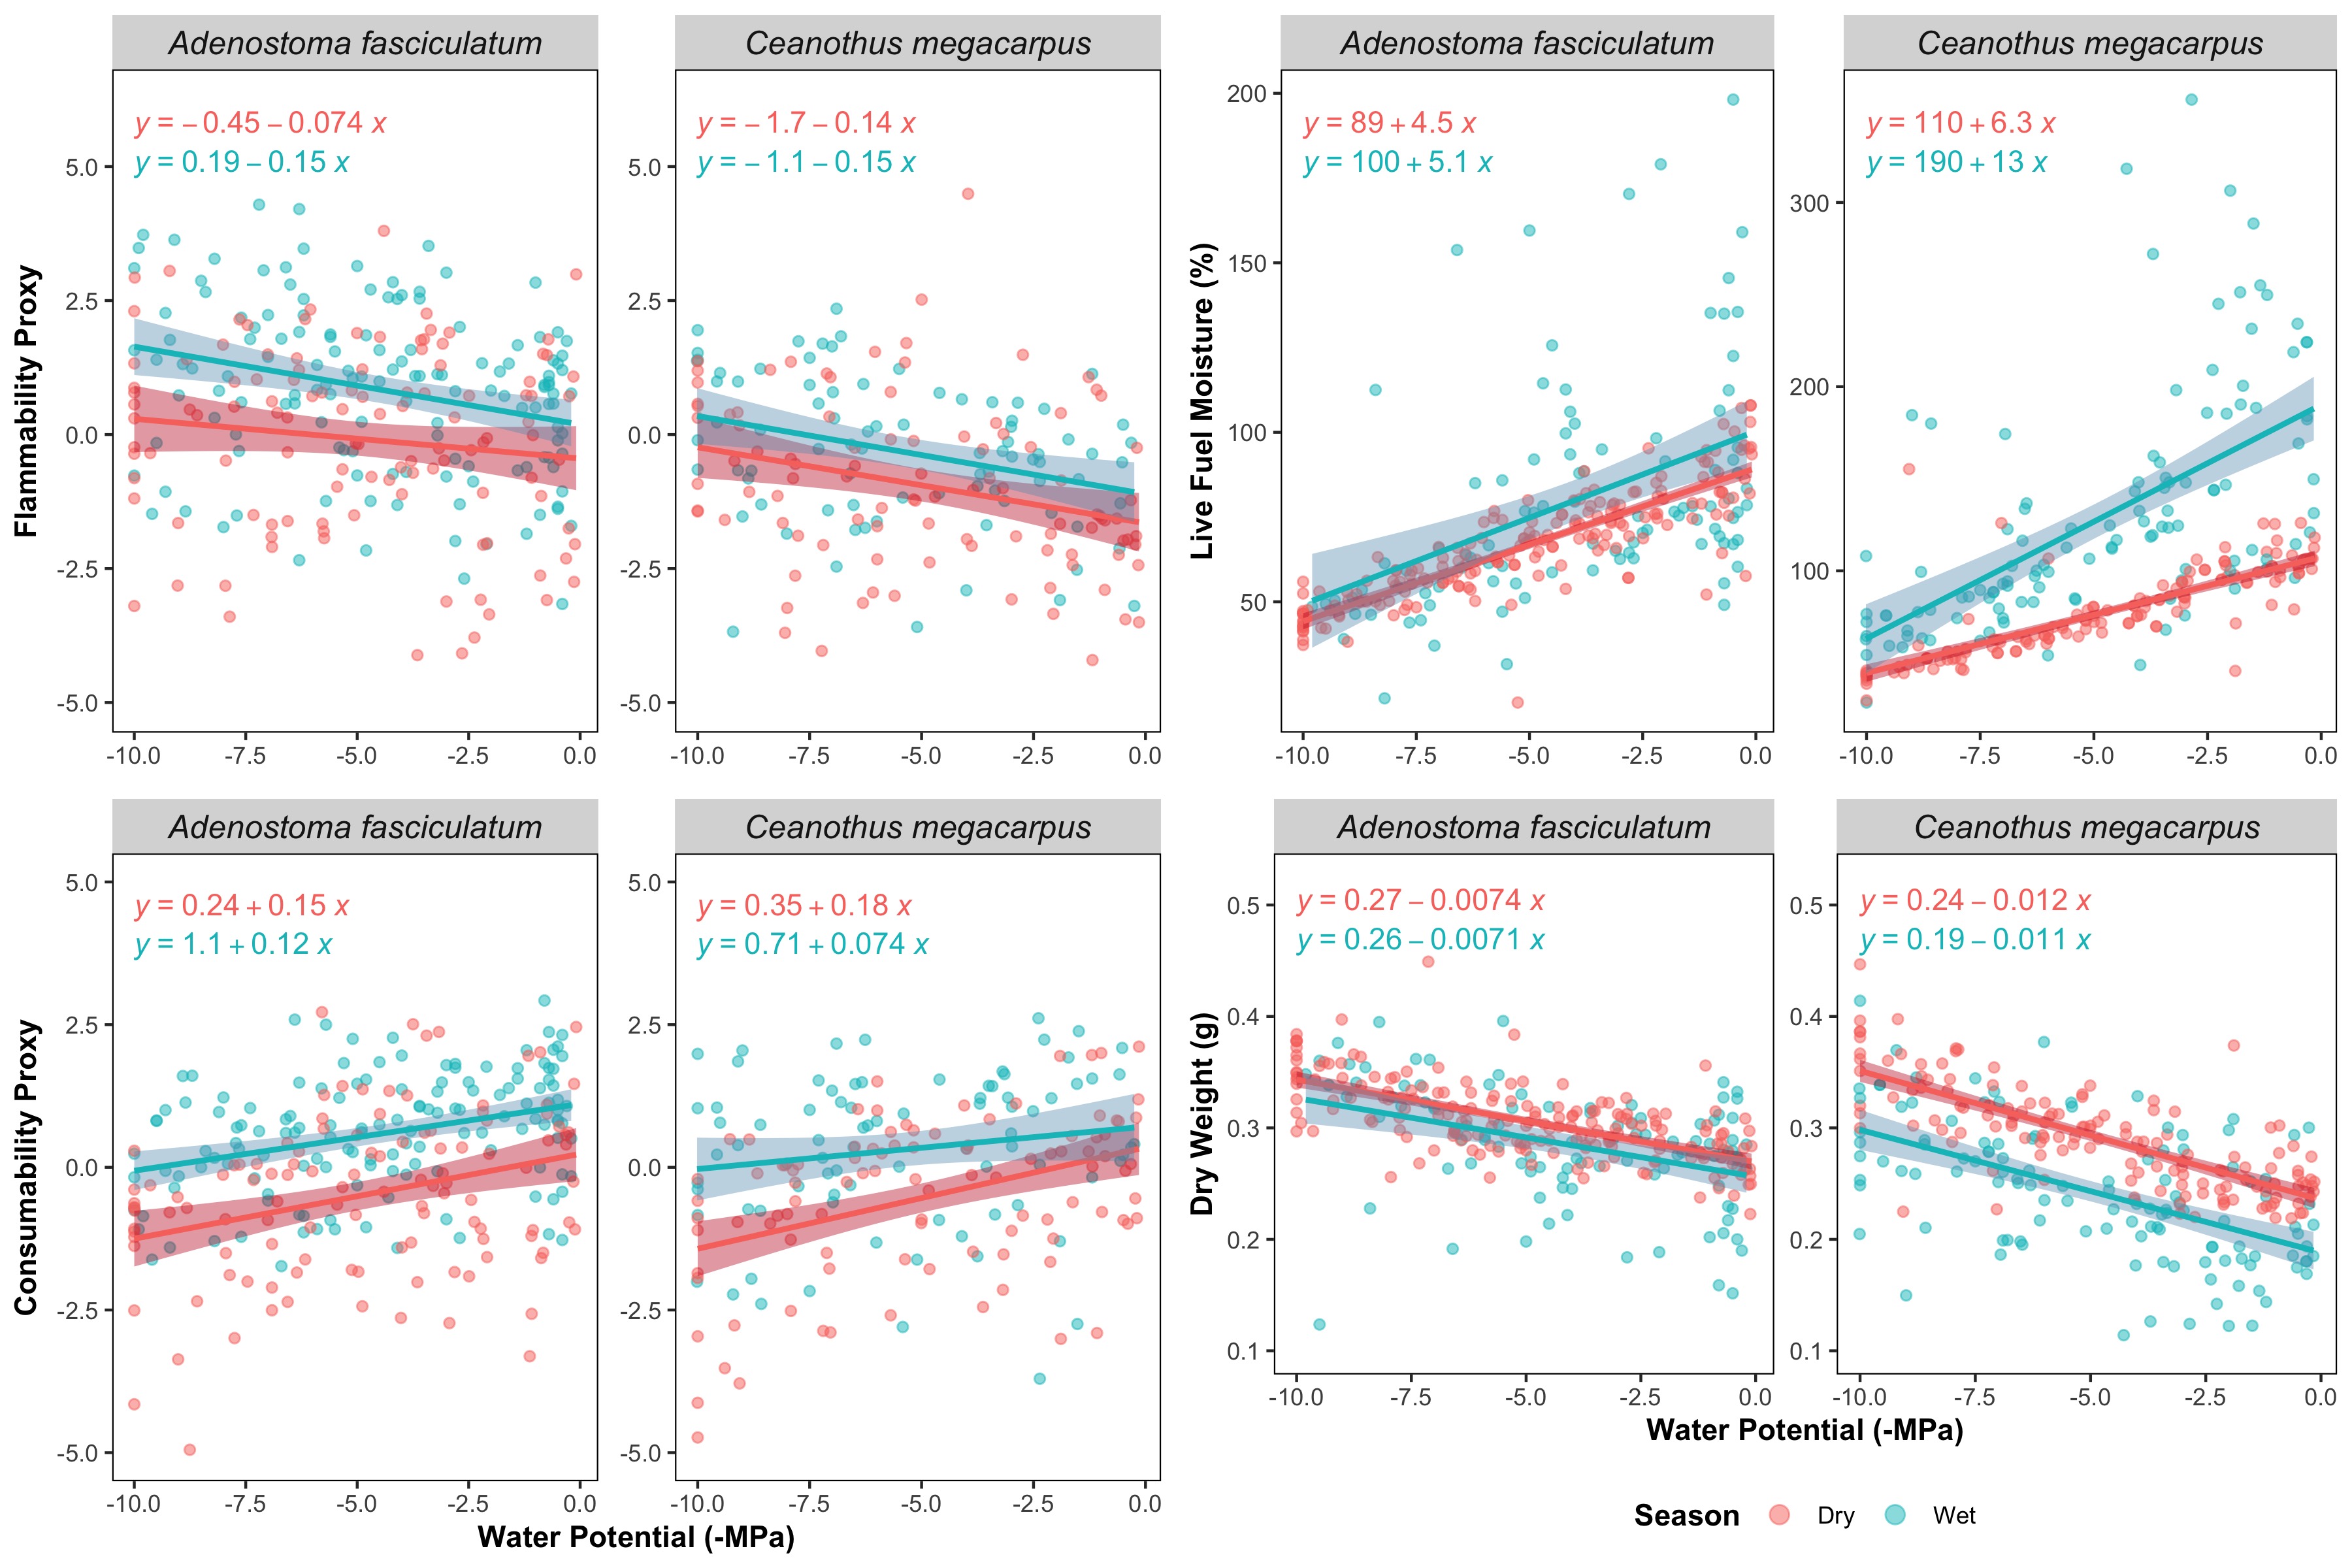 Adenostoma fasciculatum
Ceanothus megacarpus
Flammability Proxy
y = – 0.45 – 0.074 x
y = 0.19 – 0.15 x
y = – 1.7 – 0.14 x
y = – 1.1 – 0.15 x
5.0
2.5
0.0
-2.5
-5.0
5.0
2.5
0.0
-2.5
-5.0
-10.0 -7.5 -5.0 -2.5 0.0
-10.0 -7.5 -5.0 -2.5 0.0
Adenostoma fasciculatum
Ceanothus megacarpus
Live Fuel Moisture (%)
y = 89 + 4.5 x
y = 100 + 5.1 x
y = 110 + 6.3 x
y = 190 + 13 x
200
150
100
50
300
200
100
-10.0 -7.5 -5.0 -2.5 0.0
-10.0 -7.5 -5.0 -2.5 0.0
Adenostoma fasciculatum
Ceanothus megacarpus
Consumability Proxy
y = 0.24 + 0.15 x
y = 1.1 + 0.12 x
y = 0.35 + 0.18 x
y = 0.71 + 0.074 x
5.0
2.5
0.0
-2.5
-5.0
5.0
2.5
0.0
-2.5
-5.0
-10.0 -7.5 -5.0 -2.5 0.0
-10.0 -7.5 -5.0 -2.5 0.0
Water Potential (-MPa)
Adenostoma fasciculatum
Ceanothus megacarpus
Dry Weight (g)
y = 0.27 – 0.0074 x
y = 0.26 – 0.0071 x
y = 0.24 – 0.012 x
y = 0.19 – 0.011 x
0.5
0.4
0.3
0.2
0.1
0.5
0.4
0.3
0.2
0.1
-10.0 -7.5 -5.0 -2.5 0.0
-10.0 -7.5 -5.0 -2.5 0.0
Water Potential (-MPa)
Season Dry Wet